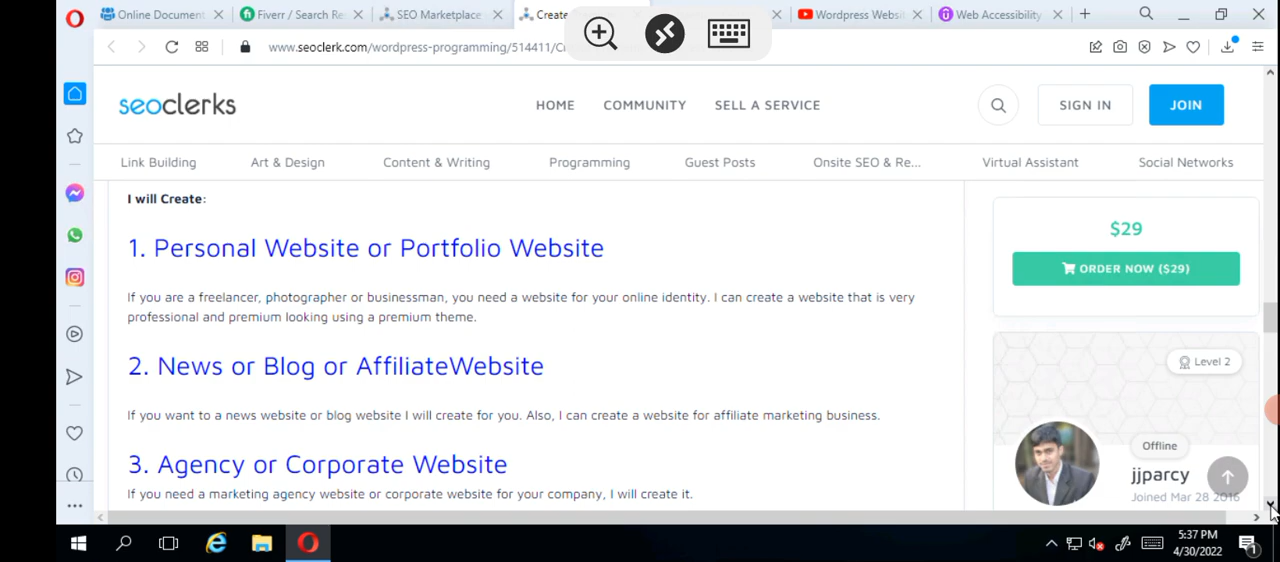 Online Document
Fiverr / Search Re
SEO Marketplace
Create
Wordpress Websi
Web Accessibility
www.seoclerk.com/wordpress-programming/514411/C
seoclerks
HOME
COMMUNITY
SELL A SERVICE
SIGN IN
JOIN
Link Building
Art & Design
Content & Writing
Programming
Guest Posts
Onsite SEO & Re...
Virtual Assistant
Social Networks
I will Create:
1. Personal Website or Portfolio Website
If you are a freelancer, photographer or businessman, you need a website for your online identity. I can create a website that is very
professional and premium looking using a premium theme.
2. News or Blog or AffiliateWebsite
If you want to a news website or blog website I will create for you. Also, I can create a website for affiliate marketing business.
3. Agency or Corporate Website
If you need a marketing agency website or corporate website for your company, I will create it.
$29
ORDER NOW ($29)
Level 2
Offline
jjparcy
Joined Mar 28 2016
5:37 PM
4/30/2022
1